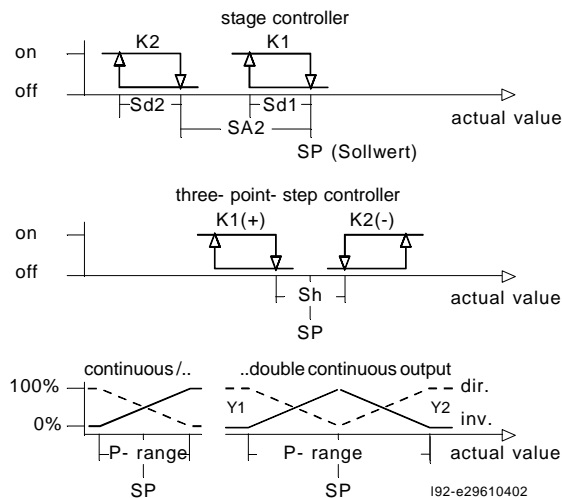 stage controller
K2 K1
on
off
Sd2 Sd1
actual value
SA2
SP (Sollwert)
three- point- step controller
K1(+) K2(-)
on
off
Sh
actual value
SP
continuous /.. ..double continuous output
100% dir.
Y1 Y2
0% inv.
P- range P- range actual value
SP SP
I92-e29610402